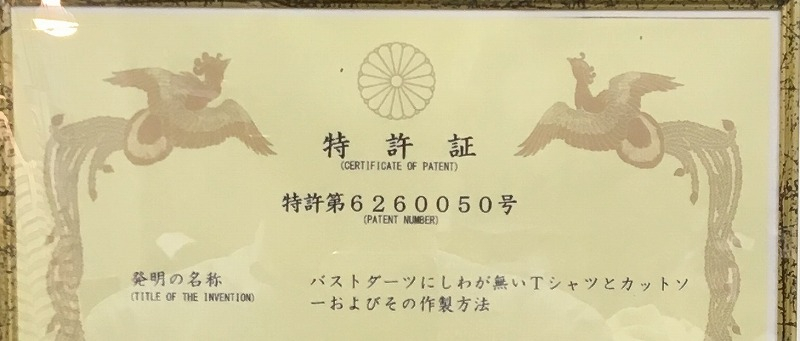 特許証
(CERTIFICATE OF PATENT)
特許第6260050号
(PATENT NUMBER)
発明の名称
(TITLE OF THE INVENTION)
バストダーツにしわが無いTシャツとカットソ
ーおよびその作製方法